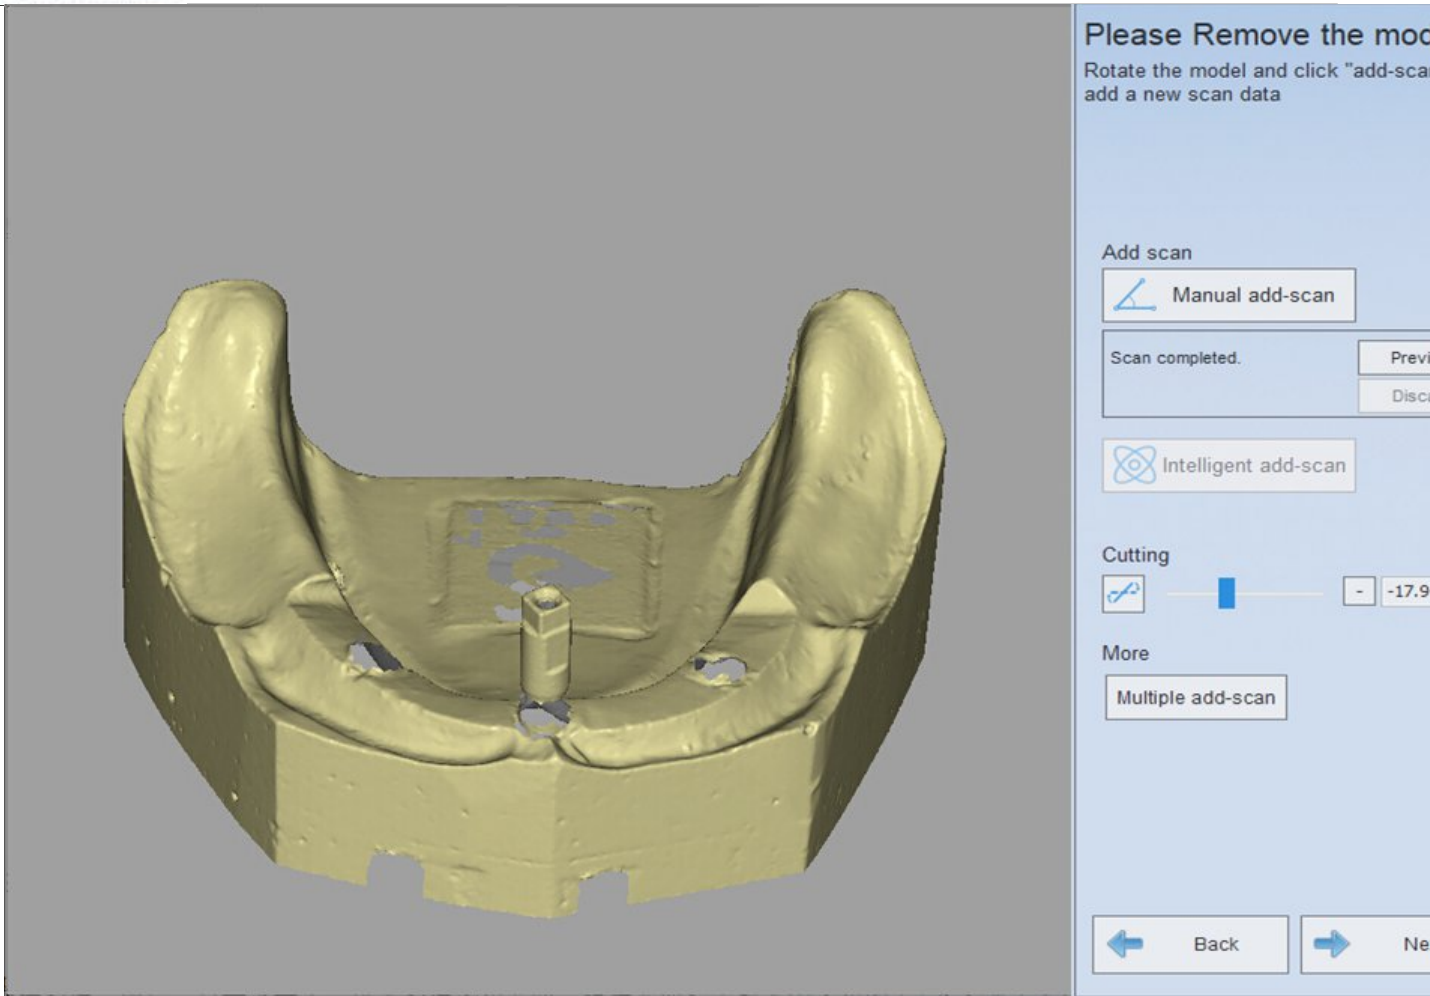 Please Remove the mod
Rotate the model and click "add-scan
add a new scan data
Add scan
Manual add-scan
Scan completed.
Previ
Disca
Intelligent add-scan
Cutting
- -17.9
More
Multiple add-scan
Back
Ne